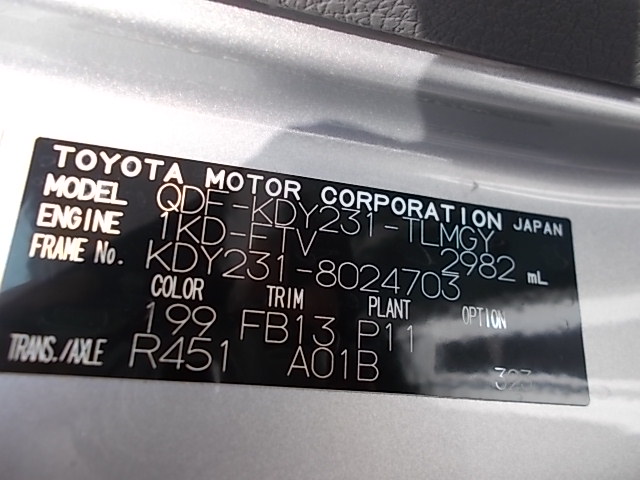 TOYOTA MOTOR CORPORATION JAPAN
MODEL QDF-KDY231-TLMGY
ENGINE 1KD-FTV 2982 mL
FRAME No. KDY231-8024703
COLOR TRIM PLANT OPTION
199 FB13 P11
TRANS./AXLE R451 A01B
323